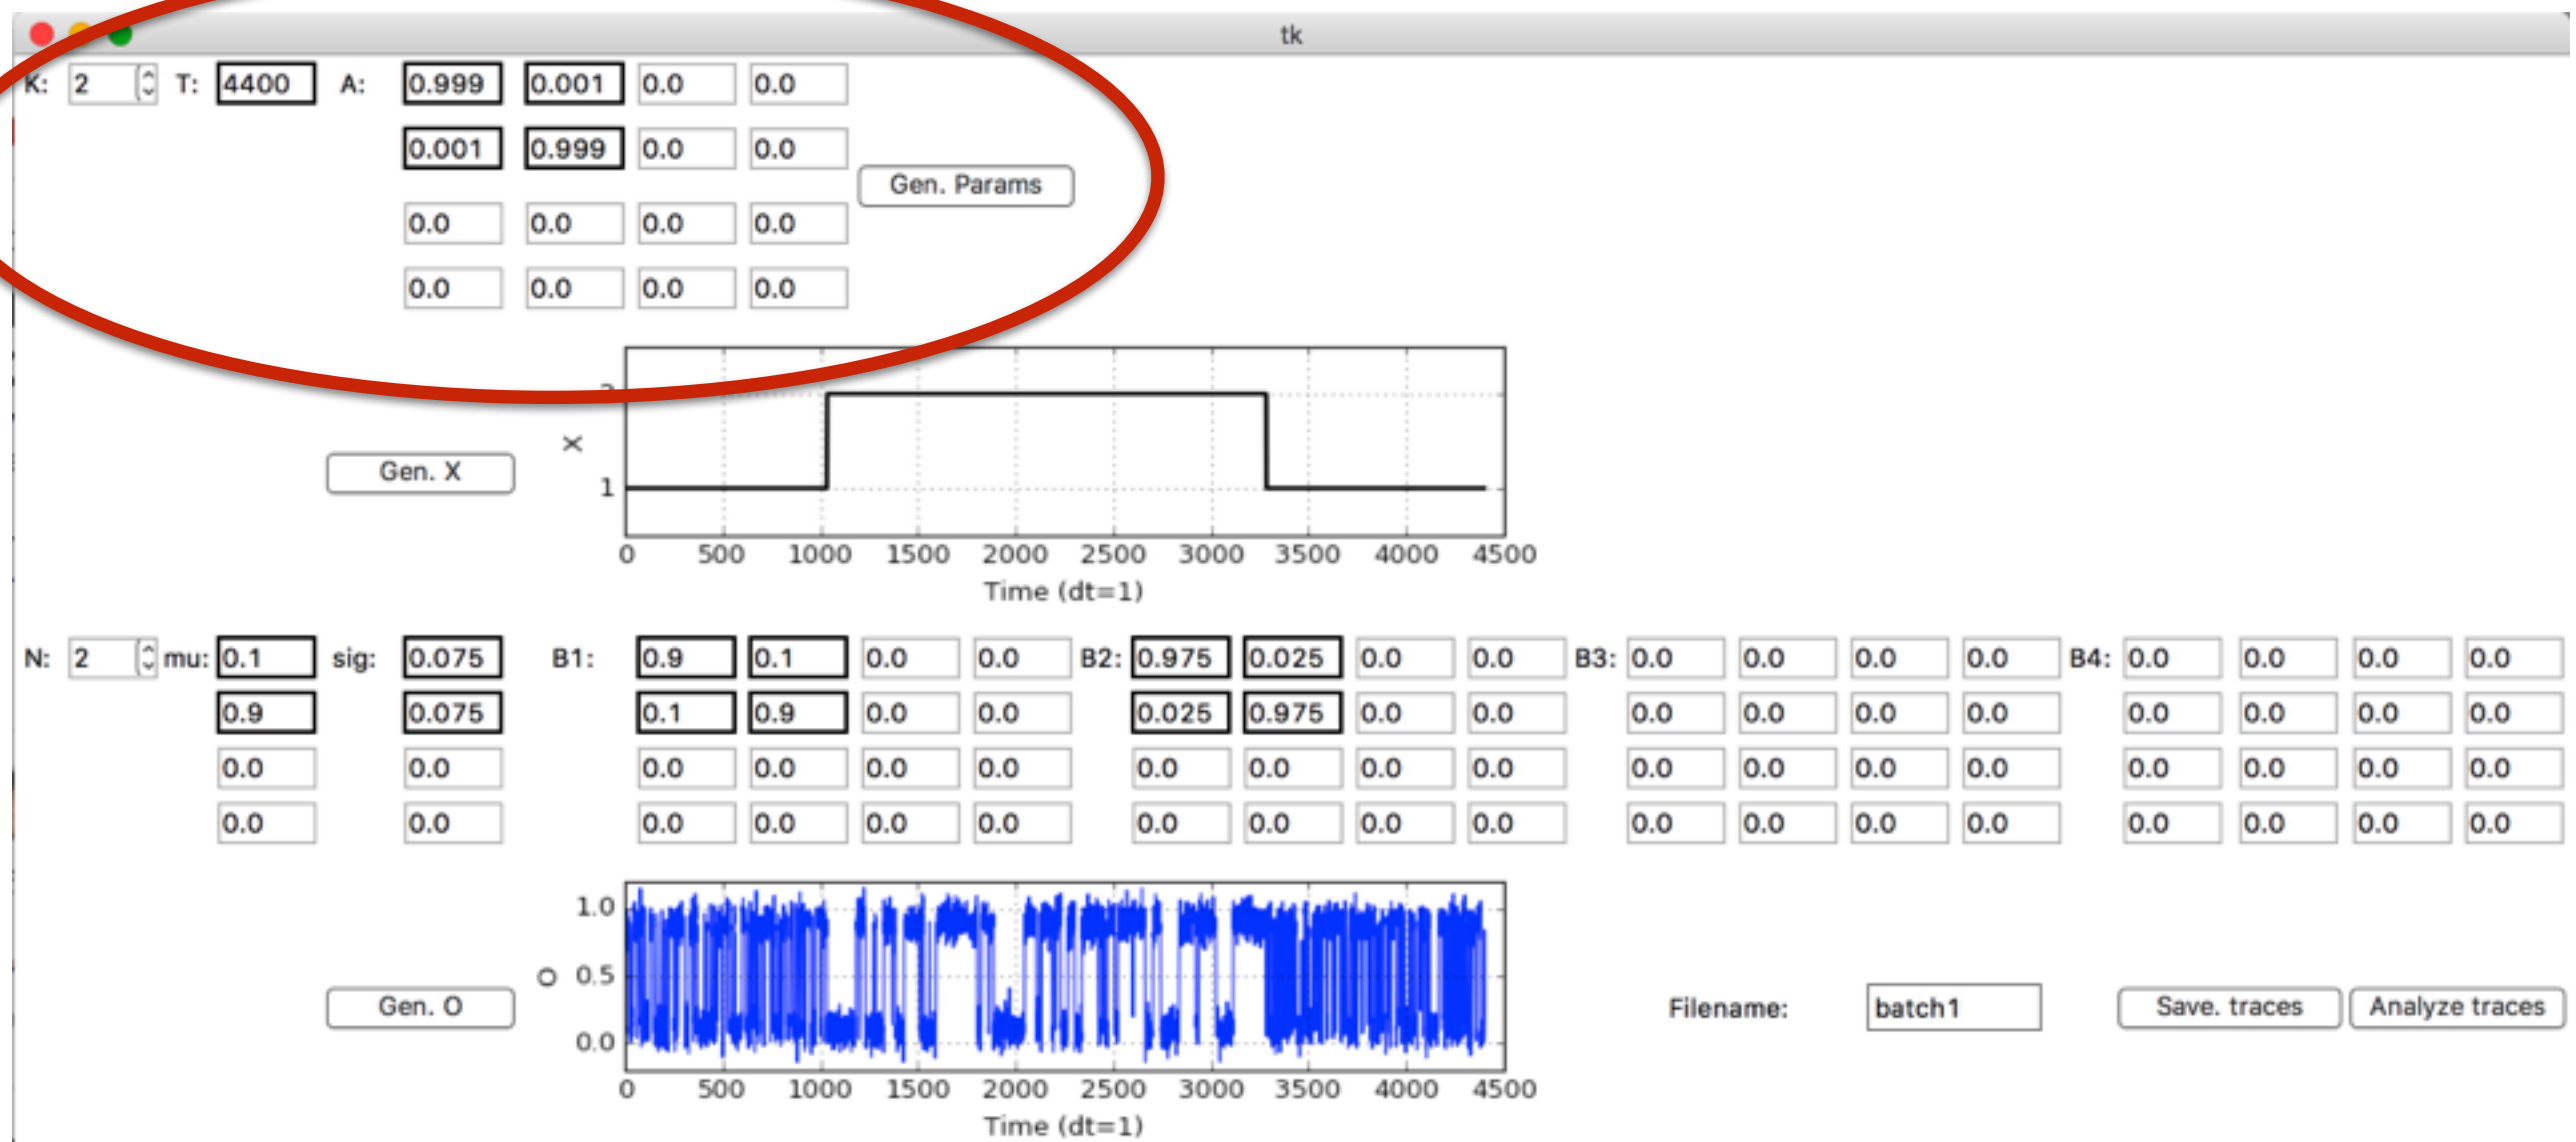 tk
K: 2 T: 4400 A: 0.999 0.001 0.0 0.0
0.001 0.999 0.0 0.0
Gen. Params
0.0 0.0 0.0 0.0
0.0 0.0 0.0 0.0
X
Gen. X
1
0 500 1000 1500 2000 2500 3000 3500 4000 4500
Time (dt=1)
N: 2 mu: 0.1 sig: 0.075 B1: 0.9 0.1 0.0 0.0 B2: 0.975 0.025 0.0 0.0 B3: 0.0 0.0 0.0 0.0 B4: 0.0 0.0 0.0 0.0
0.9 0.075 0.1 0.9 0.0 0.0 0.025 0.975 0.0 0.0 0.0 0.0 0.0 0.0 0.0 0.0 0.0 0.0
0.0 0.0 0.0 0.0 0.0 0.0 0.0 0.0 0.0 0.0 0.0 0.0 0.0 0.0 0.0 0.0 0.0 0.0
0.0 0.0 0.0 0.0 0.0 0.0 0.0 0.0 0.0 0.0 0.0 0.0 0.0 0.0 0.0 0.0 0.0 0.0
1.0
O 0.5
Gen. O Filename: batch1 Save. traces Analyze traces
0.0
0 500 1000 1500 2000 2500 3000 3500 4000 4500
Time (dt=1)